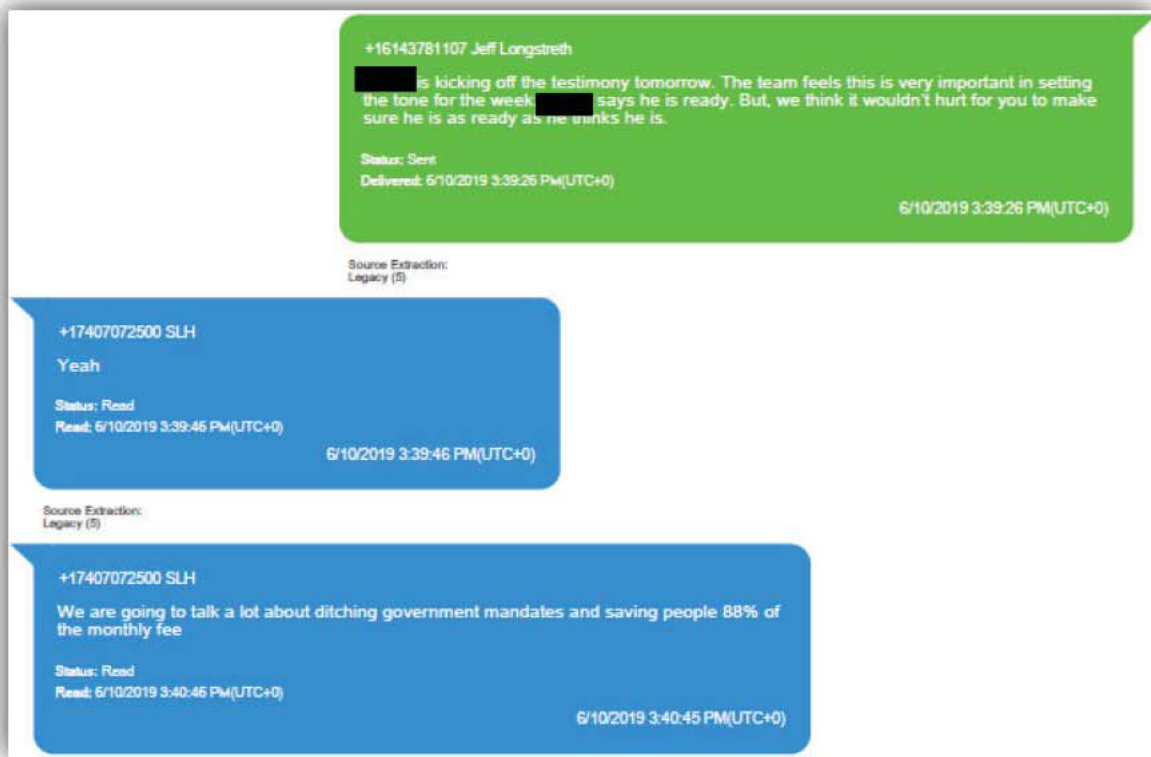 +16143781107 Jeff Longstreth
is kicking off the testimony tomorrow. The team feels this is very important in setting
the tone for the week. says he is ready. But, we think it wouldn't hurt for you to make
sure he is as ready as he thinks he is.
Status: Sent
Delivered: 6/10/2019 3:39:26 PM(UTC+0)
6/10/2019 3:39:26 PM(UTC+0)
Source Extraction:
Legacy (5)
+17407072500 SLH
Yeah
Status: Read
Read: 6/10/2019 3:39:46 PM(UTC+0)
6/10/2019 3:39:46 PM(UTC+0)
Source Extraction:
Legacy (5)
+17407072500 SLH
We are going to talk a lot about ditching government mandates and saving people 88% of
the monthly fee
Status: Read
Read: 6/10/2019 3:40:46 PM(UTC+0)
6/10/2019 3:40:45 PM(UTC+0)